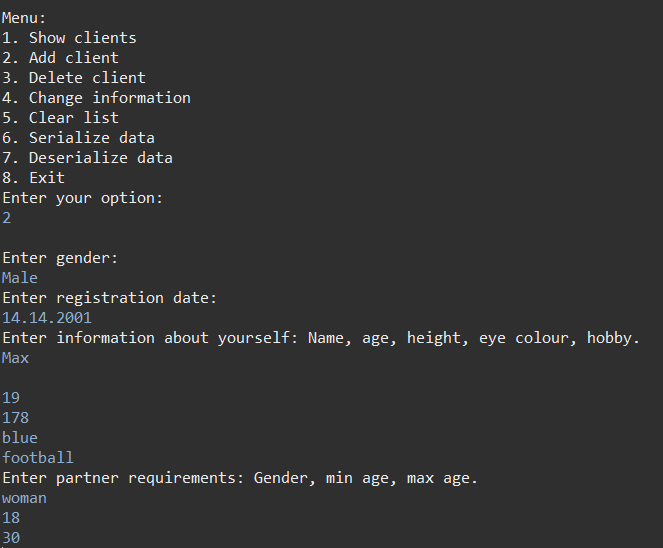 Menu:
1. Show clients
2. Add client
3. Delete client
4. Change information
5. Clear list
6. Serialize data
7. Deserialize data
8. Exit
Enter your option:
2
Enter gender:
Male
Enter registration date:
14.14.2001
Enter information about yourself: Name, age, height, eye colour, hobby.
Max
19
178
blue
football
Enter partner requirements: Gender, min age, max age.
woman
18
30